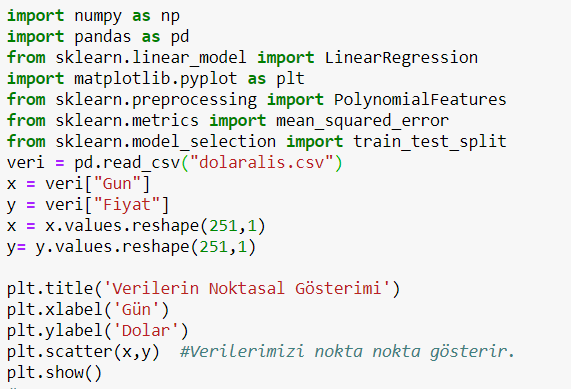 import numpy as np
import pandas as pd
from sklearn.linear_model import LinearRegression
import matplotlib.pyplot as plt
from sklearn.preprocessing import PolynomialFeatures
from sklearn.metrics import mean_squared_error
from sklearn.model_selection import train_test_split
veri = pd.read_csv("dolaralis.csv")
x = veri["Gun"]
y = veri["Fiyat"]
x = x.values.reshape(251,1)
y= y.values.reshape(251,1)

plt.title('Verilerin Noktasal Gösterimi')
plt.xlabel('Gün')
plt.ylabel('Dolar')
plt.scatter(x,y)  #Verilerimizi nokta nokta gösterir.
plt.show()